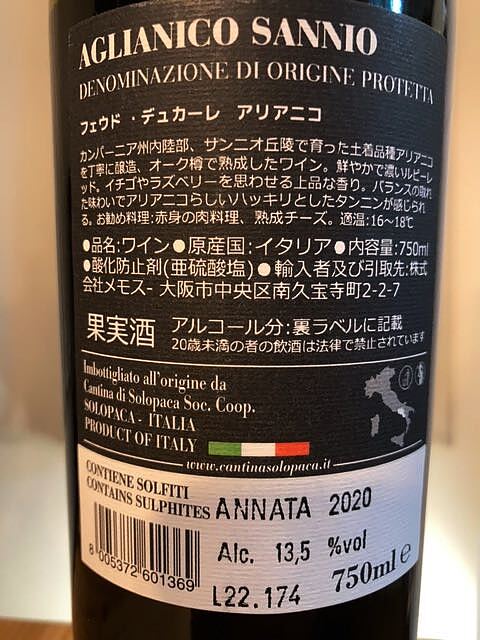 AGLIANICO SANNIO
DENOMINAZIONE DI ORIGINE PROTETTA
フェウド・デュカーレ アリアニコ
カンパーニア州内陸部、サンニオ丘陵で育った土着品種アリアニコ
を丁寧に醸造、オーク樽で熟成したワイン。鮮やかで濃いルビーレ
ッド。イチゴやラズベリーを思わせる上品な香り。バランスの取れ
た味わいでアリアニコらしいハッキリとしたタンニンが感じられ
る。お勧め料理:赤身の肉料理、熟成チーズ。適温:16~18℃
●品名:ワイン●原産国:イタリア●内容量:750ml
●酸化防止剤(亜硫酸塩)●輸入者及び引取先:株式
会社メモス- 大阪市中央区南久宝寺町2-2-7
果実酒 アルコール分:裏ラベルに記載
20歳未満の者の飲酒は法律で禁止されています
Imbottigliato all'origine da
Cantina di Solopaca Soc. Coop.
SOLOPACA - ITALIA
PRODUCT OF ITALY
www.cantinasolopaca.it
CONTIENE SOLFITI
CONTAINS SULPHITES
ANNATA 2020
Alc. 13,5 %vol
L22.174 750ml e
8 005372 601369